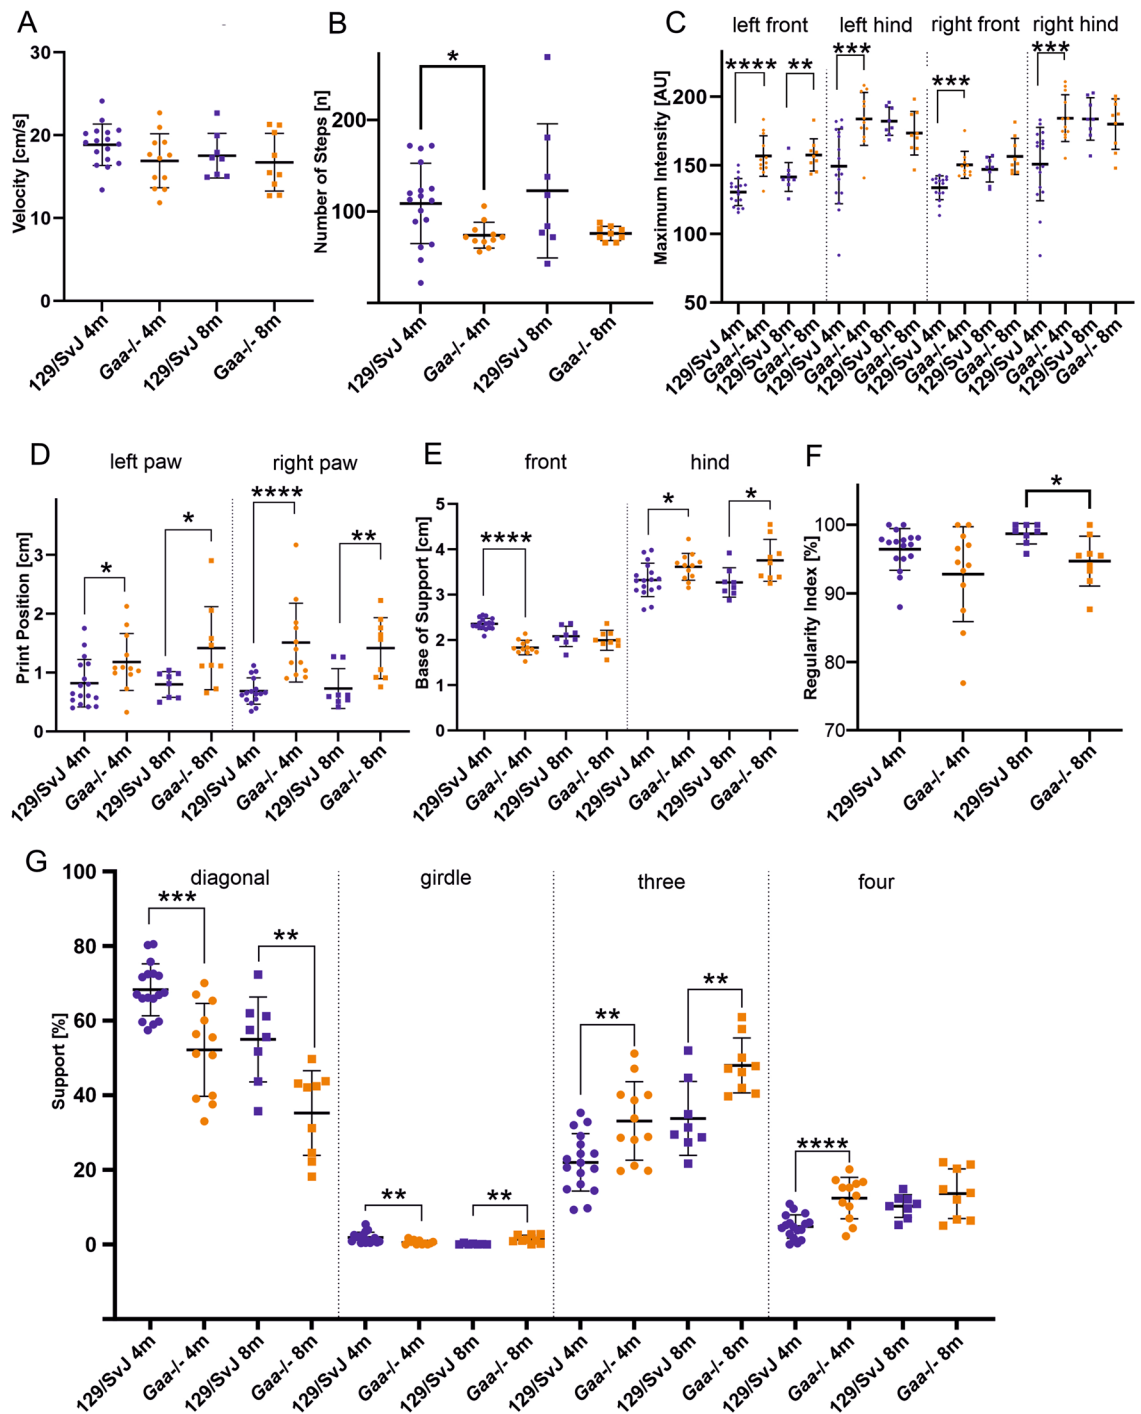 A
Velocity [cm/s]
30
20
10
0
129/SvJ 4m
Gaa-/- 4m
129/SvJ 8m
Gaa-/- 8m
B
Number of Steps [n]
200
100
*
129/SvJ 4m
Gaa-/- 4m
129/SvJ 8m
Gaa-/- 8m
C
left front
left hind
right front
right hind
Maximum Intensity [AU]
200
150
100
50
****
**
***
***
***
129/SvJ 4m
Gaa-/- 4m
129/SvJ 8m
Gaa-/- 8m
129/SvJ 4m
Gaa-/- 4m
129/SvJ 8m
Gaa-/- 8m
129/SvJ 4m
Gaa-/- 4m
129/SvJ 8m
Gaa-/- 8m
129/SvJ 4m
Gaa-/- 4m
129/SvJ 8m
Gaa-/- 8m
D
left paw
right paw
Print Position [cm]
3
2
1
0
*
*
****
**
129/SvJ 4m
Gaa-/- 4m
129/SvJ 8m
Gaa-/- 8m
129/SvJ 4m
Gaa-/- 4m
129/SvJ 8m
Gaa-/- 8m
E
front
hind
Base of Support [cm]
5
4
3
2
1
0
****
*
*
129/SvJ 4m
Gaa-/- 4m
129/SvJ 8m
Gaa-/- 8m
129/SvJ 4m
Gaa-/- 4m
129/SvJ 8m
Gaa-/- 8m
F
Regularity Index [%]
100
90
80
70
*
129/SvJ 4m
Gaa-/- 4m
129/SvJ 8m
Gaa-/- 8m
G
diagonal
girdle
three
four
Support [%]
100
80
60
40
20
0
***
**
**
**
**
**
****
129/SvJ 4m
Gaa-/- 4m
129/SvJ 8m
Gaa-/- 8m
129/SvJ 4m
Gaa-/- 4m
129/SvJ 8m
Gaa-/- 8m
129/SvJ 4m
Gaa-/- 4m
129/SvJ 8m
Gaa-/- 8m
129/SvJ 4m
Gaa-/- 4m
129/SvJ 8m
Gaa-/- 8m